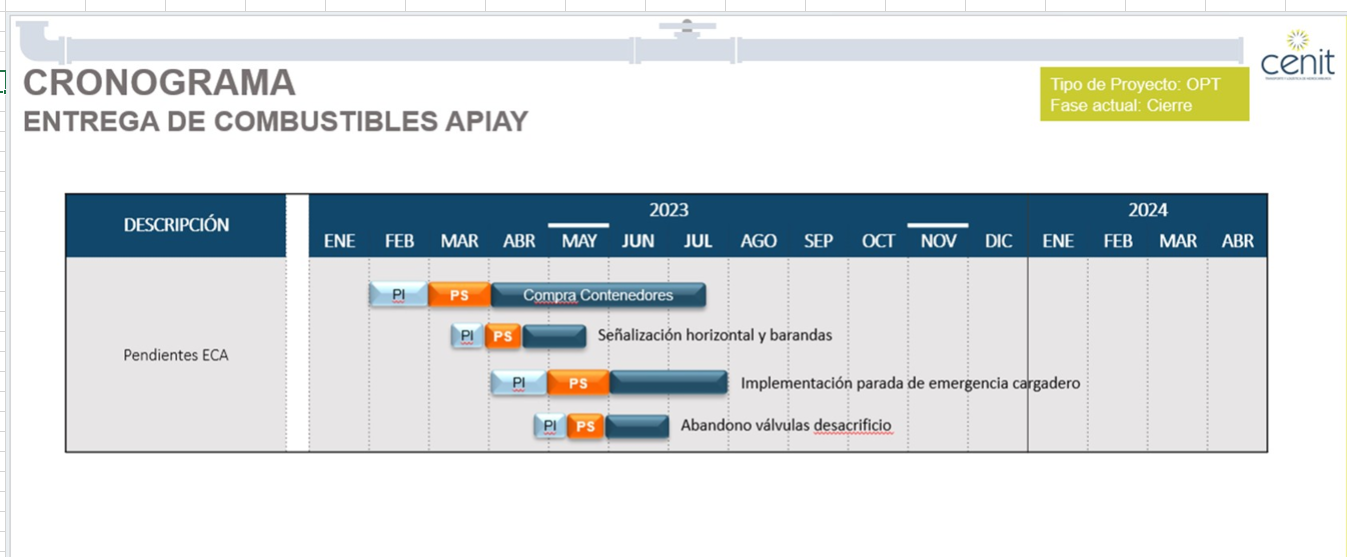 CRONOGRAMA
ENTREGA DE COMBUSTIBLES APIAY
Tipo de Proyecto: OPT
Fase actual: Cierre
cenit
DESCRIPCIÓN
2023
2024
ENE FEB MAR ABR MAY JUN JUL AGO SEP OCT NOV DIC ENE FEB MAR ABR
Pendientes ECA
PI PS Compra Contenedores
PI PS Señalización horizontal y barandas
PI PS Implementación parada de emergencia cargadero
PI PS Abandono válvulas desacrificio